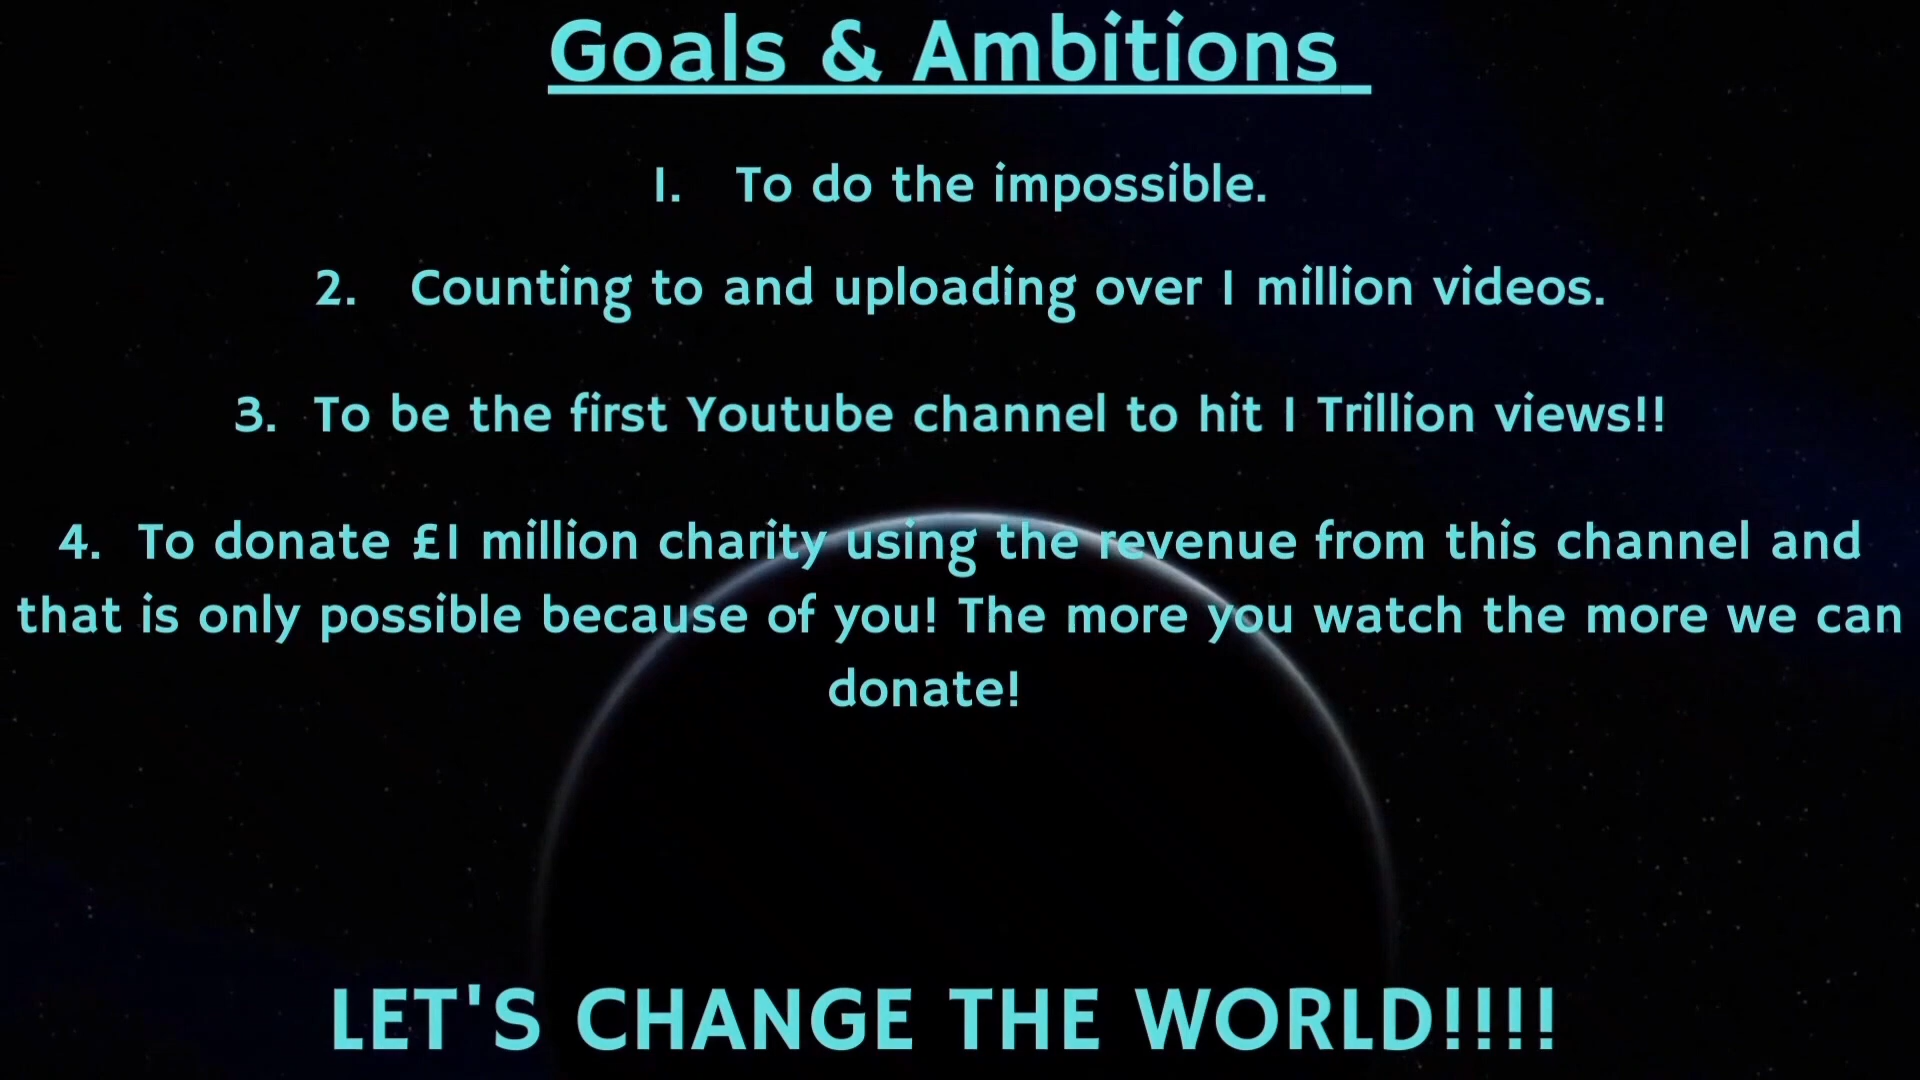 Goals & Ambitions
1. To do the impossible.
2. Counting to and uploading over 1 million videos.
3. To be the first Youtube channel to hit 1 Trillion views!!
4. To donate £1 million charity using the revenue from this channel and
that is only possible because of you! The more you watch the more we can
donate!
LET'S CHANGE THE WORLD!!!!